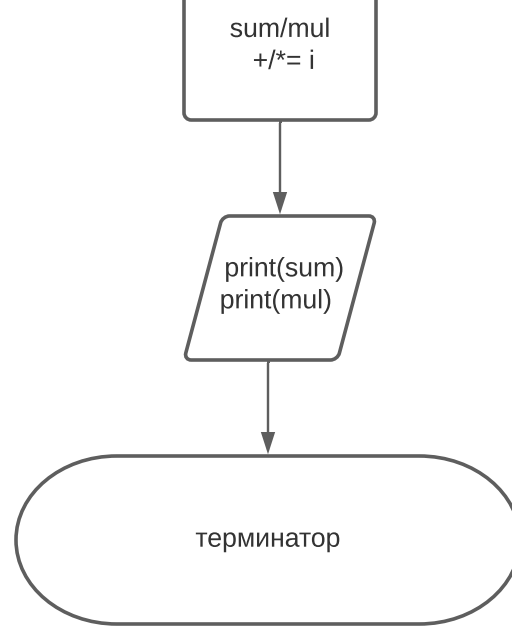 sum/mul
+/*= i
print(sum)
print(mul)
терминатор